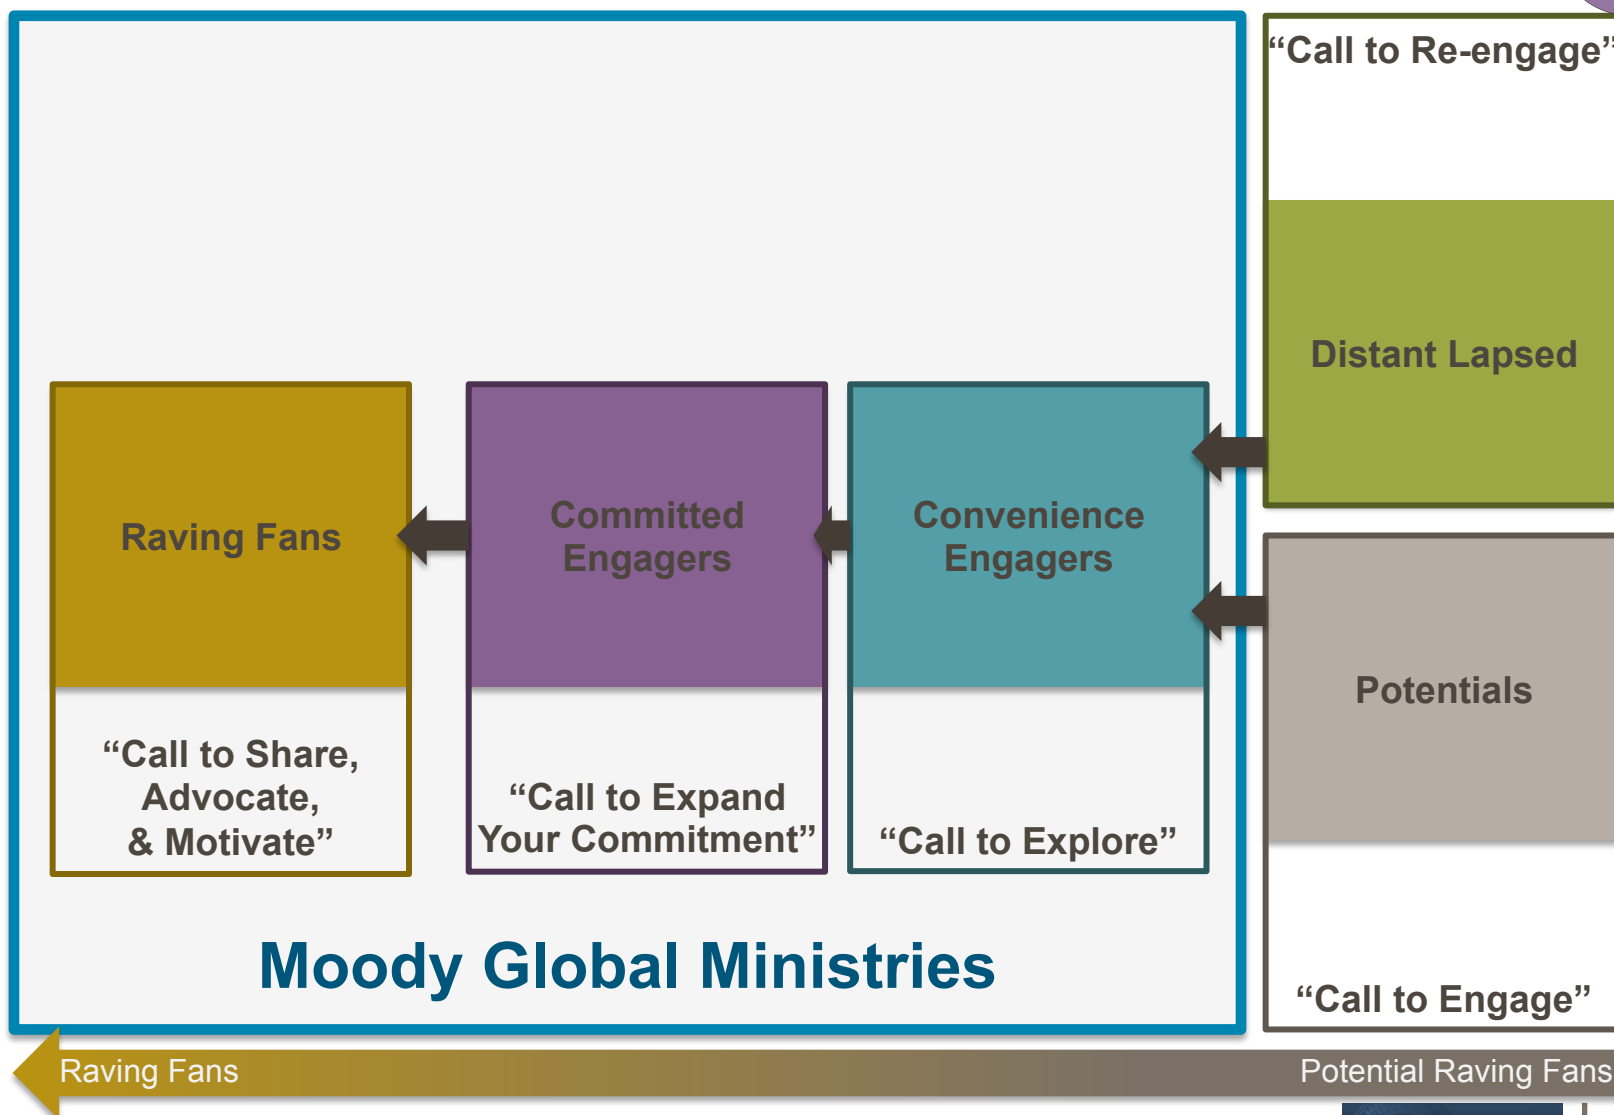 “Call to Re-engage”
Distant Lapsed
Raving Fans
Committed
Engagers
Convenience
Engagers
Potentials
“Call to Share,
Advocate,
& Motivate”
“Call to Expand
Your Commitment”
“Call to Explore”
“Call to Engage”
Moody Global Ministries
Raving Fans
Potential Raving Fans